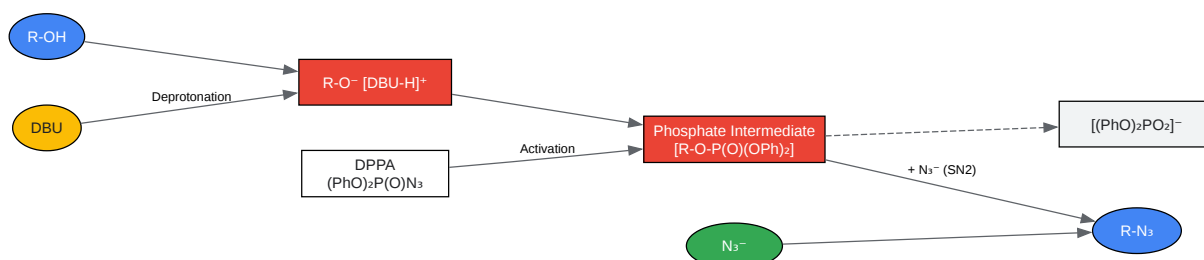 R-OH
R-O⁻ [DBU-H]⁺
Deprotonation
DBU
Phosphate Intermediate
[R-O-P(O)(OPh)₂]
[(PhO)₂PO₂]⁻
Activation
DPPA
(PhO)₂P(O)N₃
+ N₃⁻ (SN2)
R-N₃
N₃⁻